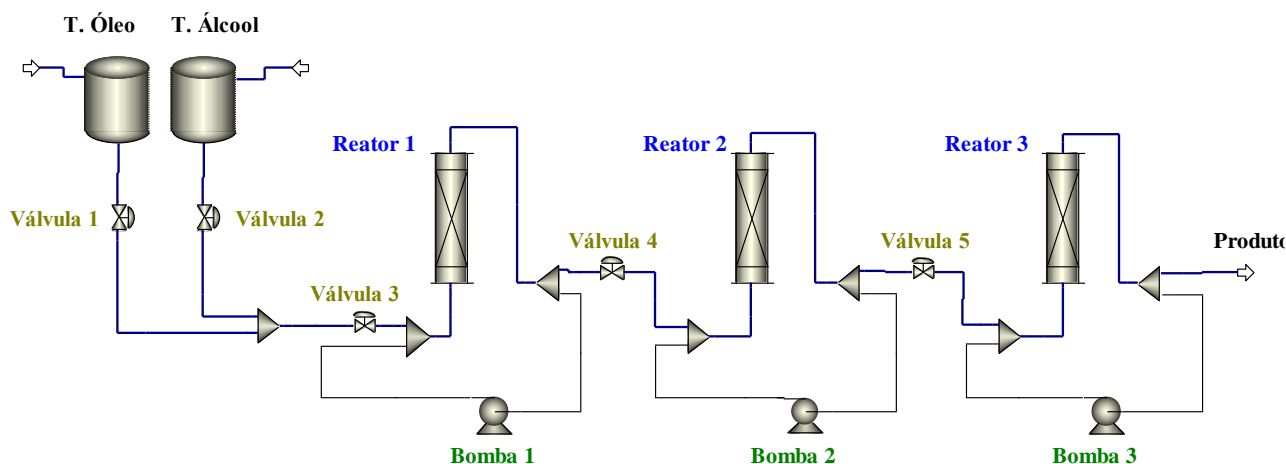 T. Óleo
T. Álcool
Reator 1
Reator 2
Reator 3
Válvula 1
Válvula 2
Válvula 4
Válvula 5
Produto
Válvula 3
Bomba 1
Bomba 2
Bomba 3